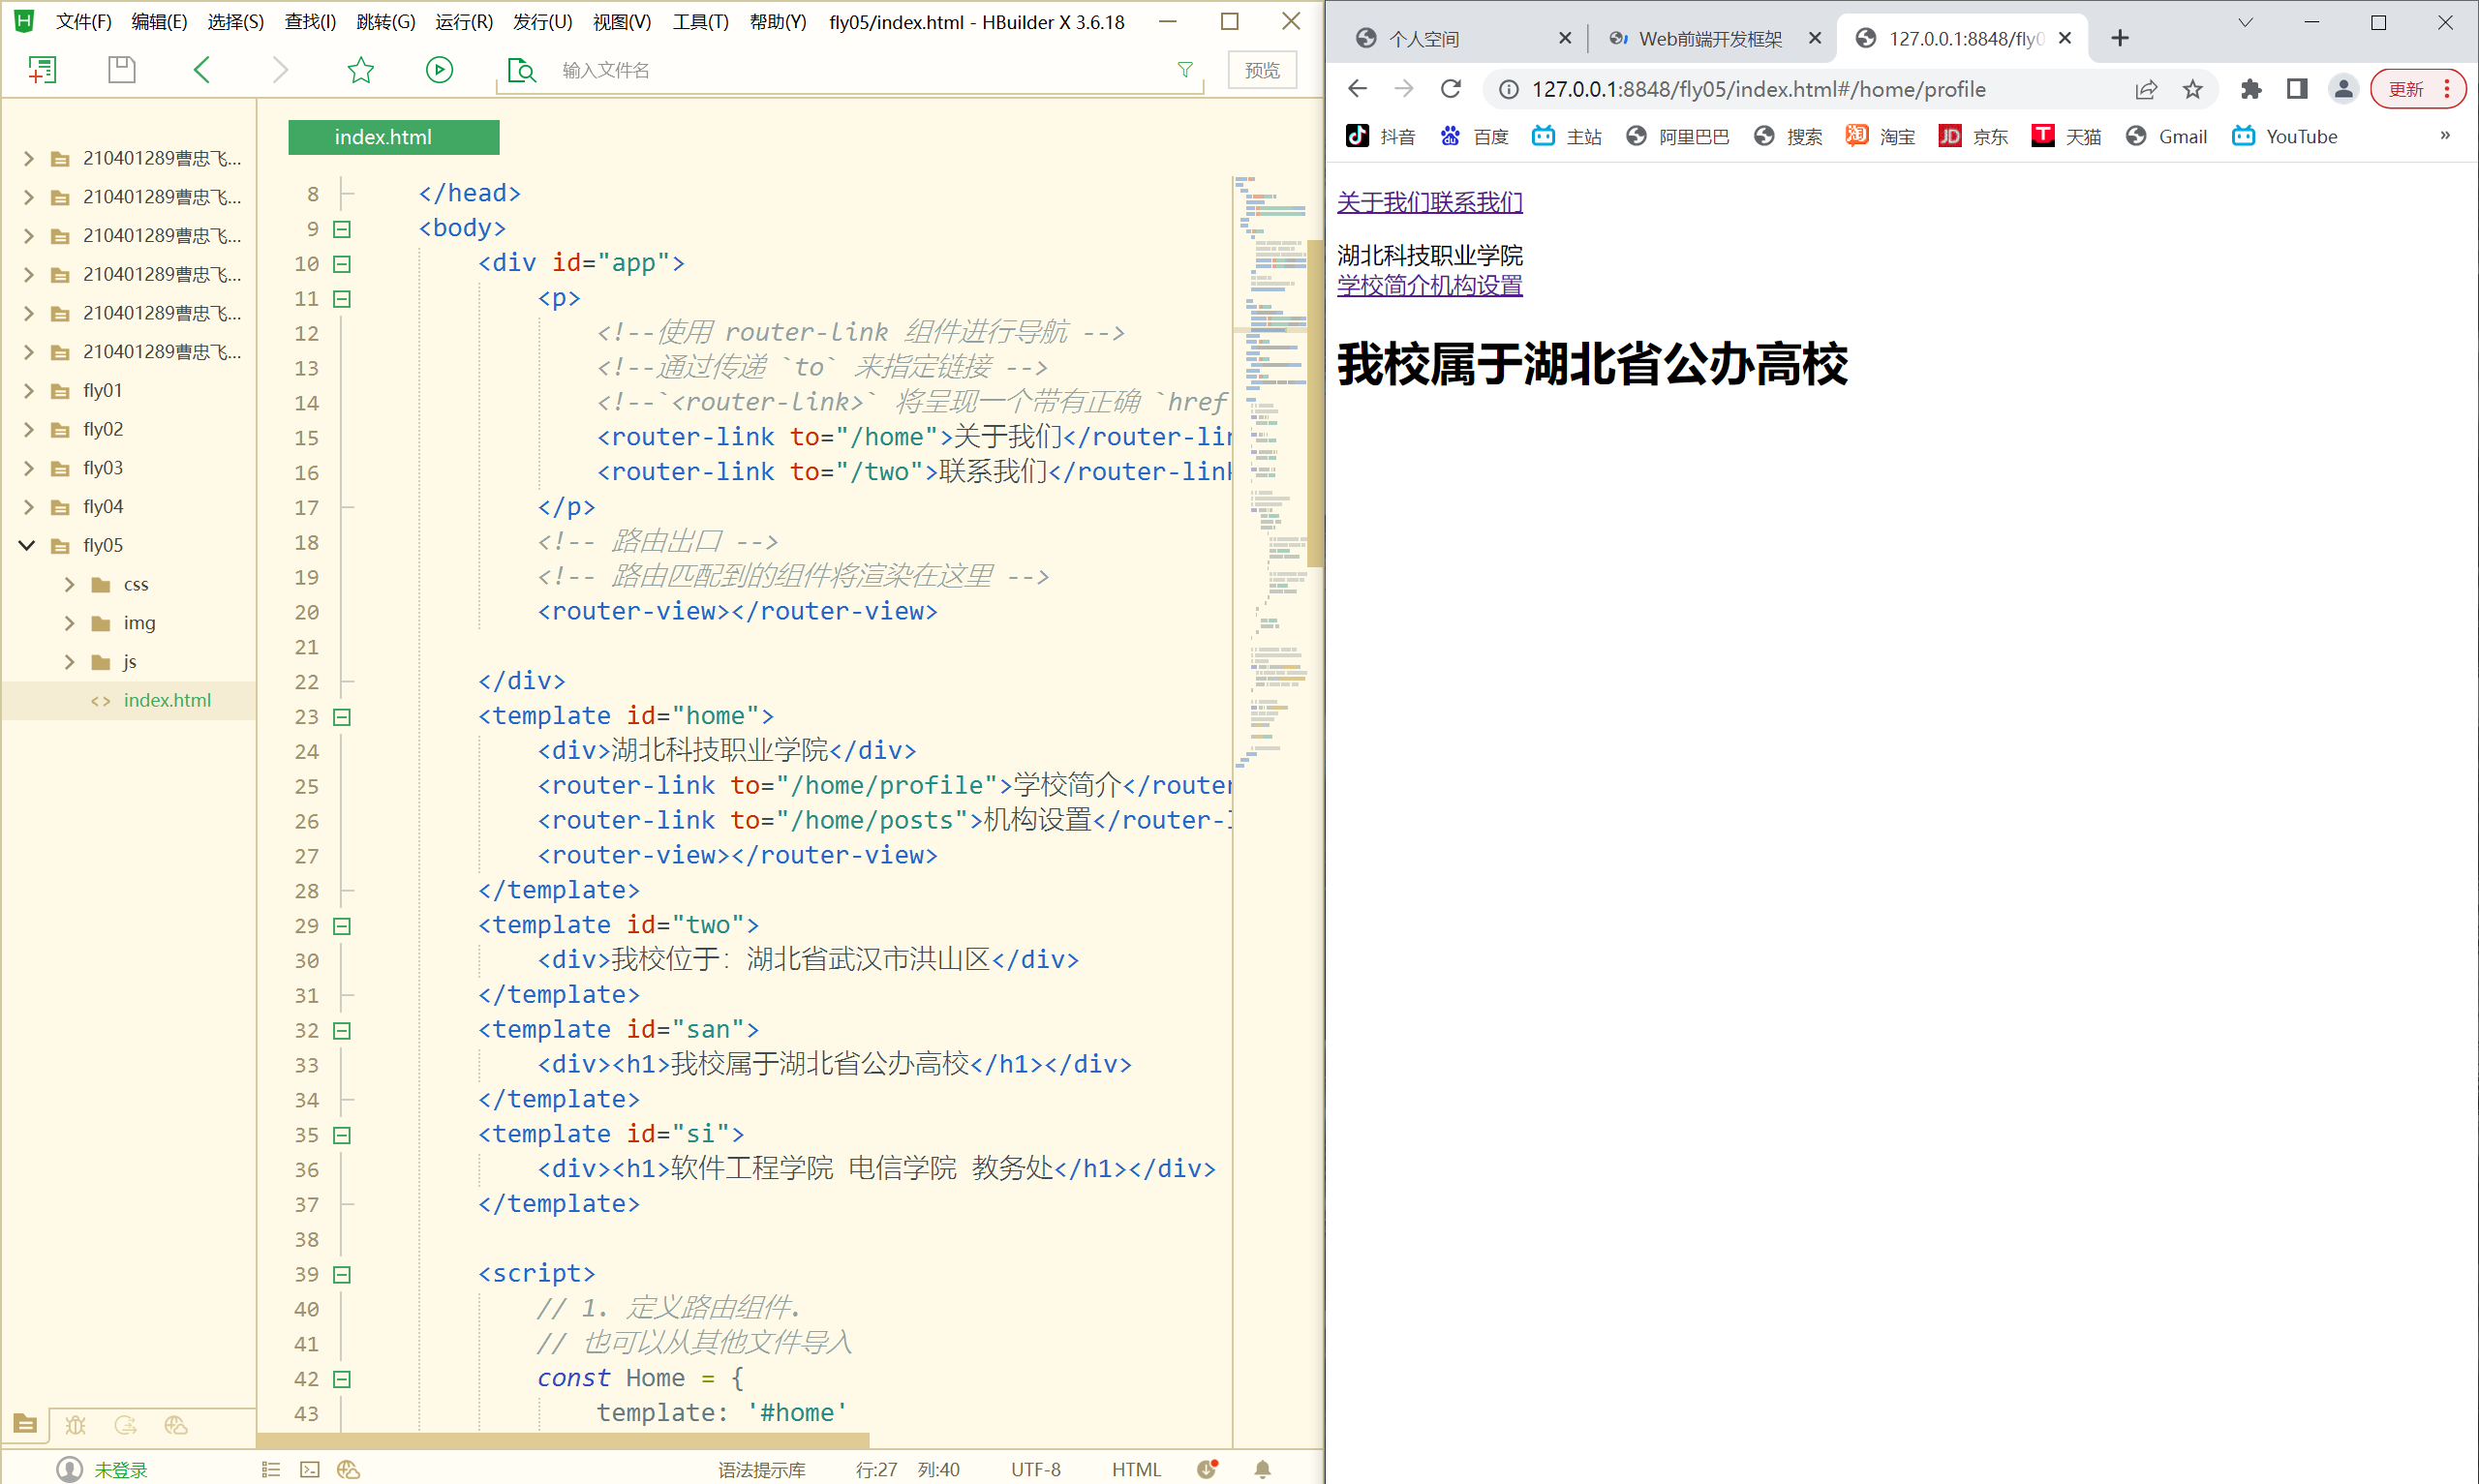 文件(F) 编辑(E) 选择(S) 查找(I) 跳转(G) 运行(R) 发行(U) 视图(V) 工具(T) 帮助(Y) fly05/index.html - HBuilder X 3.6.18
输入文件名 预览
210401289曹忠飞...
210401289曹忠飞...
210401289曹忠飞...
210401289曹忠飞...
210401289曹忠飞...
210401289曹忠飞...
fly01
fly02
fly03
fly04
fly05
css
img
js
<> index.html
index.html
8 </head>
9 <body>
10 <div id="app">
11 <p>
12 <!--使用 router-link 组件进行导航 -->
13 <!--通过传递 `to` 来指定链接 -->
14 <!--`<router-link>` 将呈现一个带有正确 `href
15 <router-link to="/home">关于我们</router-lin
16 <router-link to="/two">联系我们</router-link
17 </p>
18 <!-- 路由出口 -->
19 <!-- 路由匹配到的组件将渲染在这里 -->
20 <router-view></router-view>
21
22 </div>
23 <template id="home">
24 <div>湖北科技职业学院</div>
25 <router-link to="/home/profile">学校简介</router
26 <router-link to="/home/posts">机构设置</router-l
27 <router-view></router-view>
28 </template>
29 <template id="two">
30 <div>我校位于：湖北省武汉市洪山区</div>
31 </template>
32 <template id="san">
33 <div><h1>我校属于湖北省公办高校</h1></div>
34 </template>
35 <template id="si">
36 <div><h1>软件工程学院 电信学院 教务处</h1></div>
37 </template>
38
39 <script>
40 // 1. 定义路由组件.
41 // 也可以从其他文件导入
42 const Home = {
43 template: '#home'
未登录 语法提示库 行:27 列:40 UTF-8 HTML
个人空间 Web前端开发框架 127.0.0.1:8848/fly0
127.0.0.1:8848/fly05/index.html#/home/profile 更新
抖音 百度 主站 阿里巴巴 搜索 淘宝 京东 天猫 Gmail YouTube »
关于我们联系我们
湖北科技职业学院
学校简介机构设置
我校属于湖北省公办高校